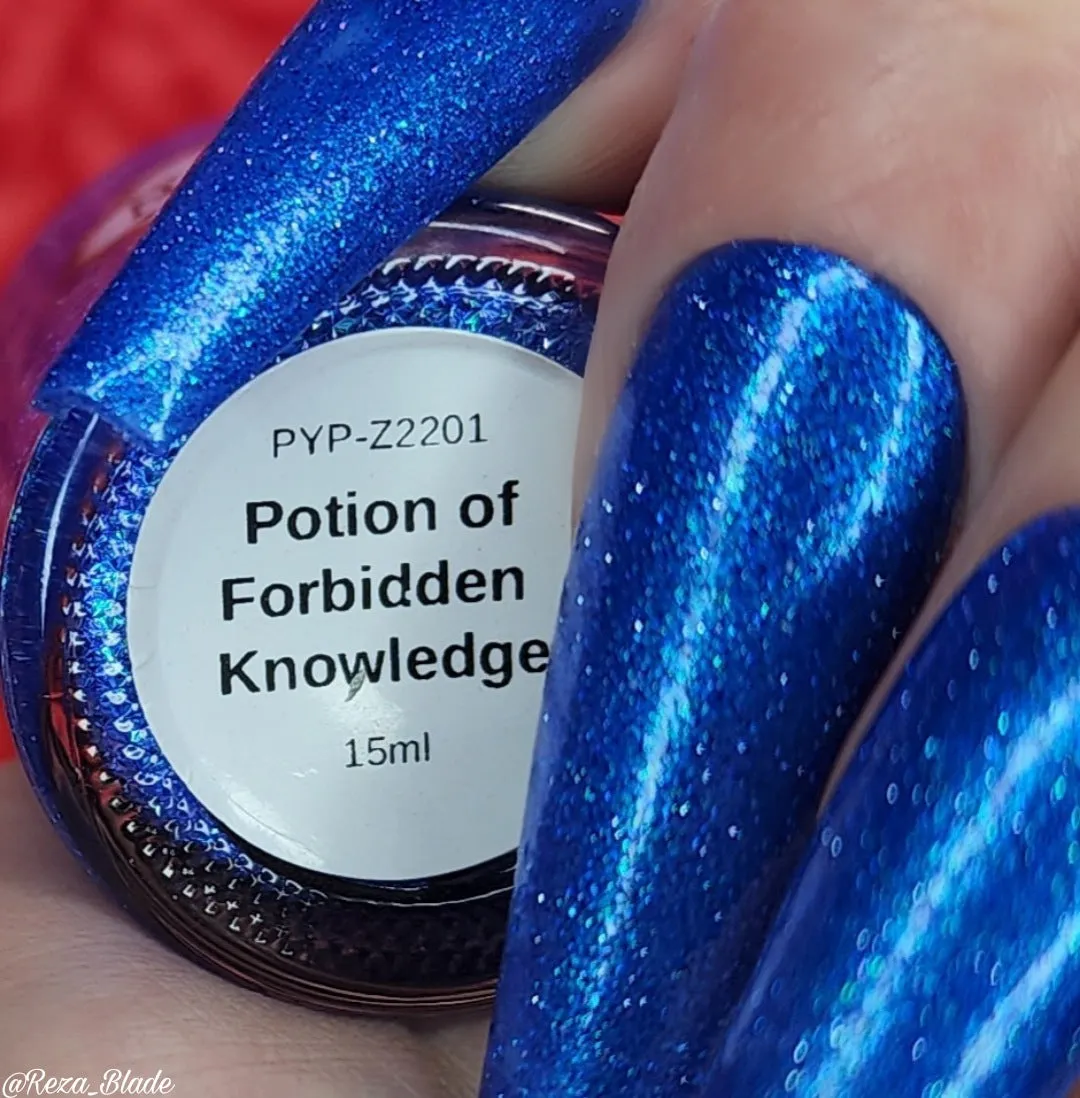 PYP-Z2201
Potion of
Forbidden
Knowledge
15ml
@Reza_Blade